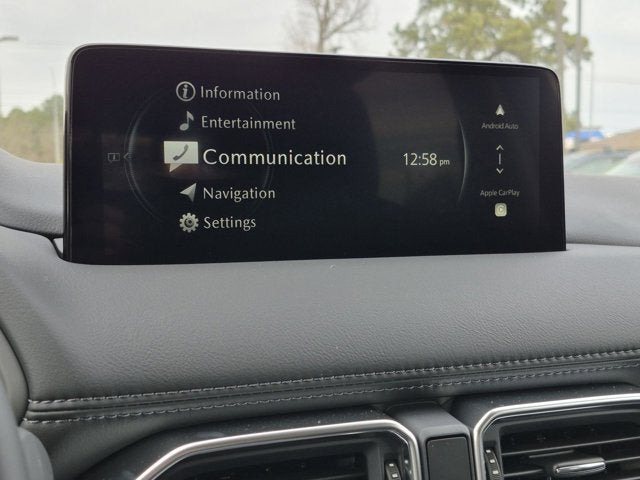 Information
Entertainment
Communication
12:58 pm
Navigation
Settings
Android Auto
Apple CarPlay